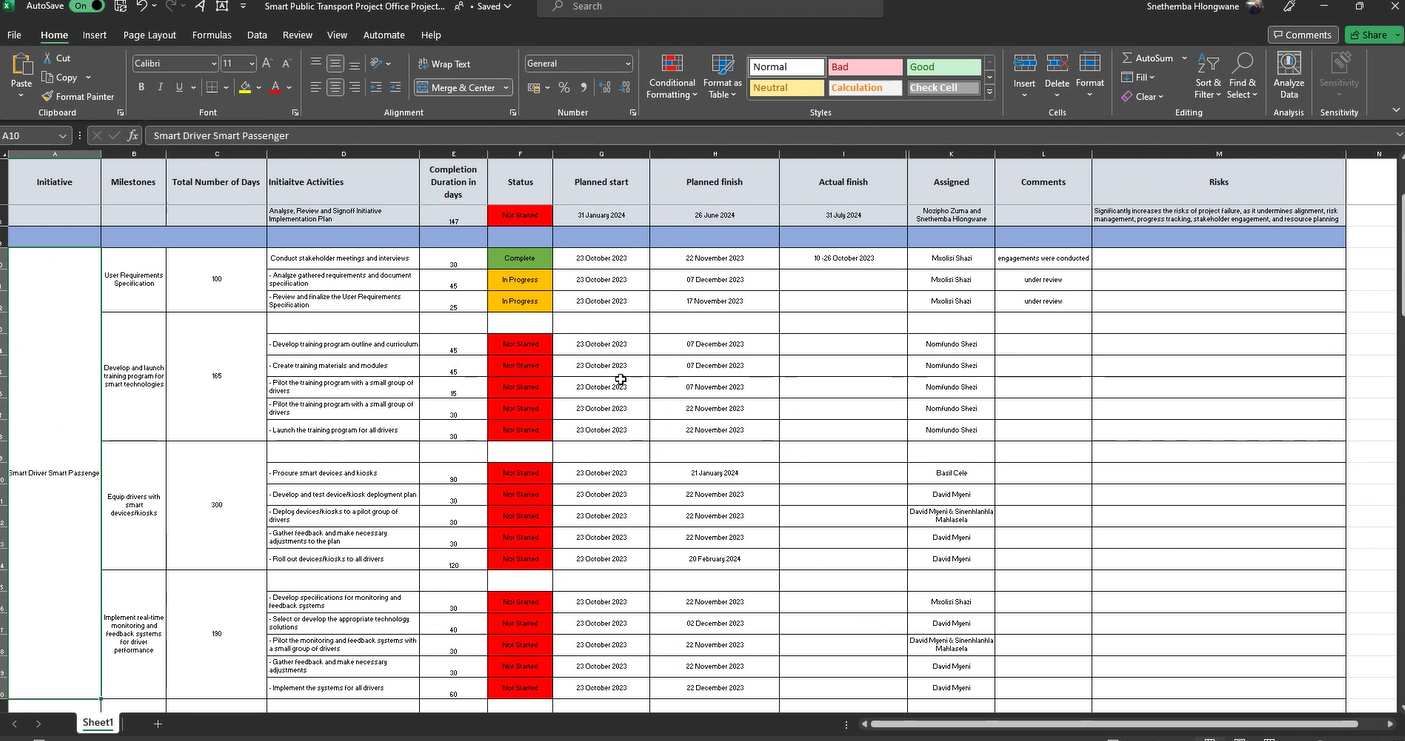 AutoSave On Smart Public Transport Project Office Project... • Saved Search Snethemba Hlongwane
File Home Insert Page Layout Formulas Data Review View Automate Help Comments Share
Paste Cut Copy Format Painter Clipboard
Calibri 11 B I U A A Font
Wrap Text Merge & Center Alignment
General % Number
Conditional Formatting Format as Table Normal Bad Good Neutral Calculation Check Cell Styles
Insert Delete Format Cells
AutoSum Fill Clear Sort & Filter Find & Select Editing
Analyze Data Analysis Sensitivity Sensitivity
A10 fx Smart Driver Smart Passenger
A B C D E F G H I K L M N
Initiative Milestones Total Number of Days Initiaitve Activities Completion Duration in days Status Planned start Planned finish Actual finish Assigned Comments Risks
Analyse, Review and Signoff Initiative Implementation Plan 147 Not Started 31 January 2024 26 June 2024 31 July 2024 Nozipho Zuma and Snethemba Hlongwane Significantly increases the risks of project failure, as it undermines alignment, risk management, progress tracking, stakeholder engagement, and resource planning
Smart Driver Smart Passenge
User Requirements Specification 100
Conduct stakeholder meetings and interviews 30 Complete 23 October 2023 22 November 2023 10 -26 October 2023 Mxolisi Shazi engagements were conducted
- Analyze gathered requirements and document specification 45 In Progress 23 October 2023 07 December 2023 Mxolisi Shazi under review
- Review and finalize the User Requirements Specification 25 In Progress 23 October 2023 17 November 2023 Mxolisi Shazi under review
Develop and launch training program for smart technologies 165
- Develop training program outline and curriculum 45 Not Started 23 October 2023 07 December 2023 Nomfundo Shezi
- Create training materials and modules 45 Not Started 23 October 2023 07 December 2023 Nomfundo Shezi
- Pilot the training program with a small group of drivers 15 Not Started 23 October 2023 07 November 2023 Nomfundo Shezi
- Pilot the training program with a small group of drivers 30 Not Started 23 October 2023 22 November 2023 Nomfundo Shezi
- Launch the training program for all drivers 30 Not Started 23 October 2023 22 November 2023 Nomfundo Shezi
Equip drivers with smart devices/kiosks 300
- Procure smart devices and kiosks 90 Not Started 23 October 2023 21 January 2024 Basil Cele
- Develop and test device/kiosk deployment plan 30 Not Started 23 October 2023 22 November 2023 David Myeni
- Deploy devices/kiosks to a pilot group of drivers 30 Not Started 23 October 2023 22 November 2023 David Myeni & Sinenhlanhla Mahlasela
- Gather feedback and make necessary adjustments to the plan 30 Not Started 23 October 2023 22 November 2023 David Myeni
- Roll out devices/kiosks to all drivers 120 Not Started 23 October 2023 20 February 2024 David Myeni
Implement real-time monitoring and feedback systems for driver performance 190
- Develop specifications for monitoring and feedback systems 30 Not Started 23 October 2023 22 November 2023 Mxolisi Shazi
- Select or develop the appropriate technology solutions 40 Not Started 23 October 2023 02 December 2023 David Myeni
- Pilot the monitoring and feedback systems with a small group of drivers 30 Not Started 23 October 2023 22 November 2023 David Myeni & Sinenhlanhla Mahlasela
- Gather feedback and make necessary adjustments 30 Not Started 23 October 2023 22 November 2023 David Myeni
- Implement the systems for all drivers 60 Not Started 23 October 2023 22 December 2023 David Myeni
Sheet1